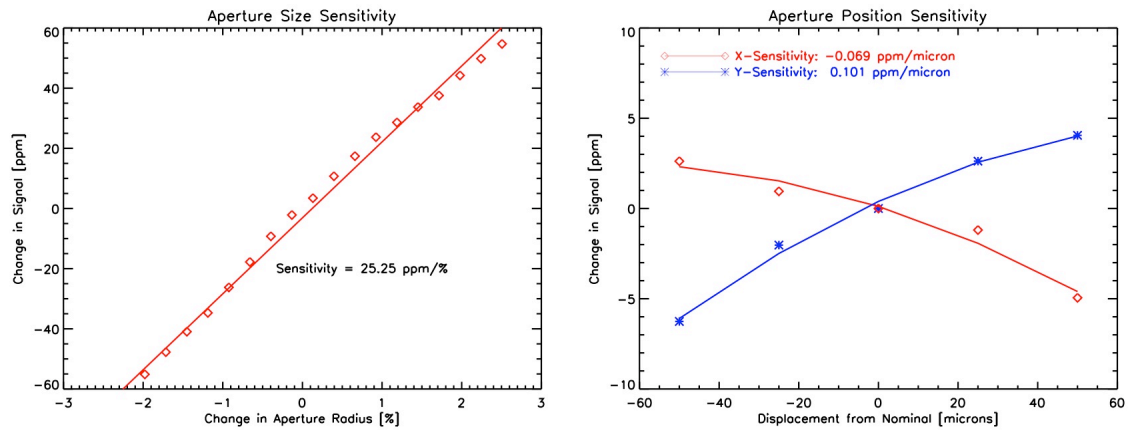 Aperture Size Sensitivity
60
40
20
0
-20
-40
-60
Change in Signal [ppm]
Sensitivity = 25.25 ppm/%
-3 -2 -1 0 1 2 3
Change in Aperture Radius [%]
Aperture Position Sensitivity
10
5
0
-5
-10
Change in Signal [ppm]
X-Sensitivity: -0.069 ppm/micron
Y-Sensitivity: 0.101 ppm/micron
-60 -40 -20 0 20 40 60
Displacement from Nominal [microns]